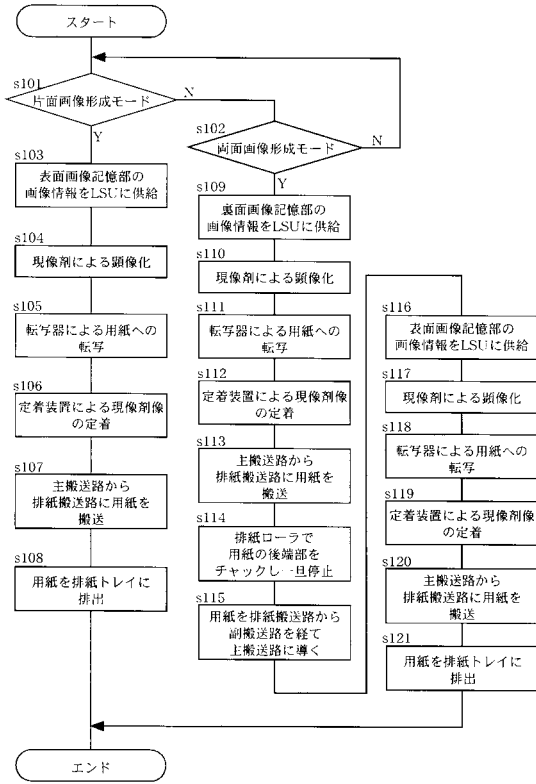 スタート
s101
片面画像形成モード
N
Y
s102
両面画像形成モード
N
Y
s103
表面画像記憶部の
画像情報をLSUに供給
s104
現像剤による顕像化
s105
転写器による用紙への
転写
s106
定着装置による現像剤像
の定着
s107
主搬送路から
排紙搬送路に用紙を
搬送
s108
用紙を排紙トレイに
排出
s109
裏面画像記憶部の
画像情報をLSUに供給
s110
現像剤による顕像化
s111
転写器による用紙への
転写
s112
定着装置による現像剤像
の定着
s113
主搬送路から
排紙搬送路に用紙を
搬送
s114
排紙ローラで
用紙の後端部を
チャックし一旦停止
s115
用紙を排紙搬送路から
副搬送路を経て
主搬送路に導く
s116
表面画像記憶部の
画像情報をLSUに供給
s117
現像剤による顕像化
s118
転写器による用紙への
転写
s119
定着装置による現像剤像
の定着
s120
主搬送路から
排紙搬送路に用紙を
搬送
s121
用紙を排紙トレイに
排出
エンド